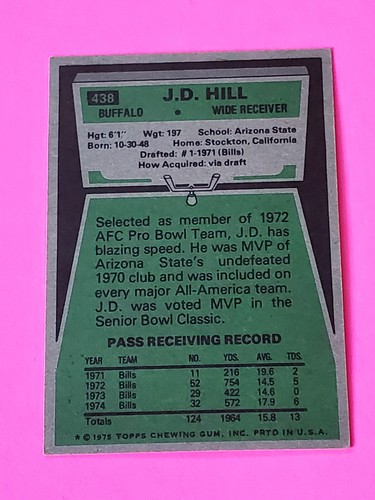 438 J.D. HILL
BUFFALO • WIDE RECEIVER
Hgt: 6'1" Wgt: 197 School: Arizona State
Born: 10-30-48 Home: Stockton, California
Drafted: #1-1971 (Bills)
How Acquired: via draft
Selected as member of 1972
AFC Pro Bowl Team, J.D. has
blazing speed. He was MVP of
Arizona State's undefeated
1970 club and was included on
every major All-America team.
J.D. was voted MVP in the
Senior Bowl Classic.
PASS RECEIVING RECORD
YEAR TEAM NO. YDS. AVG. TDS.
1971 Bills 11 216 19.6 2
1972 Bills 52 754 14.5 5
1973 Bills 29 422 14.6 0
1974 Bills 32 572 17.9 6
Totals 124 1964 15.8 13
* © 1975 TOPPS CHEWING GUM, INC. PRTD IN U.S.A.